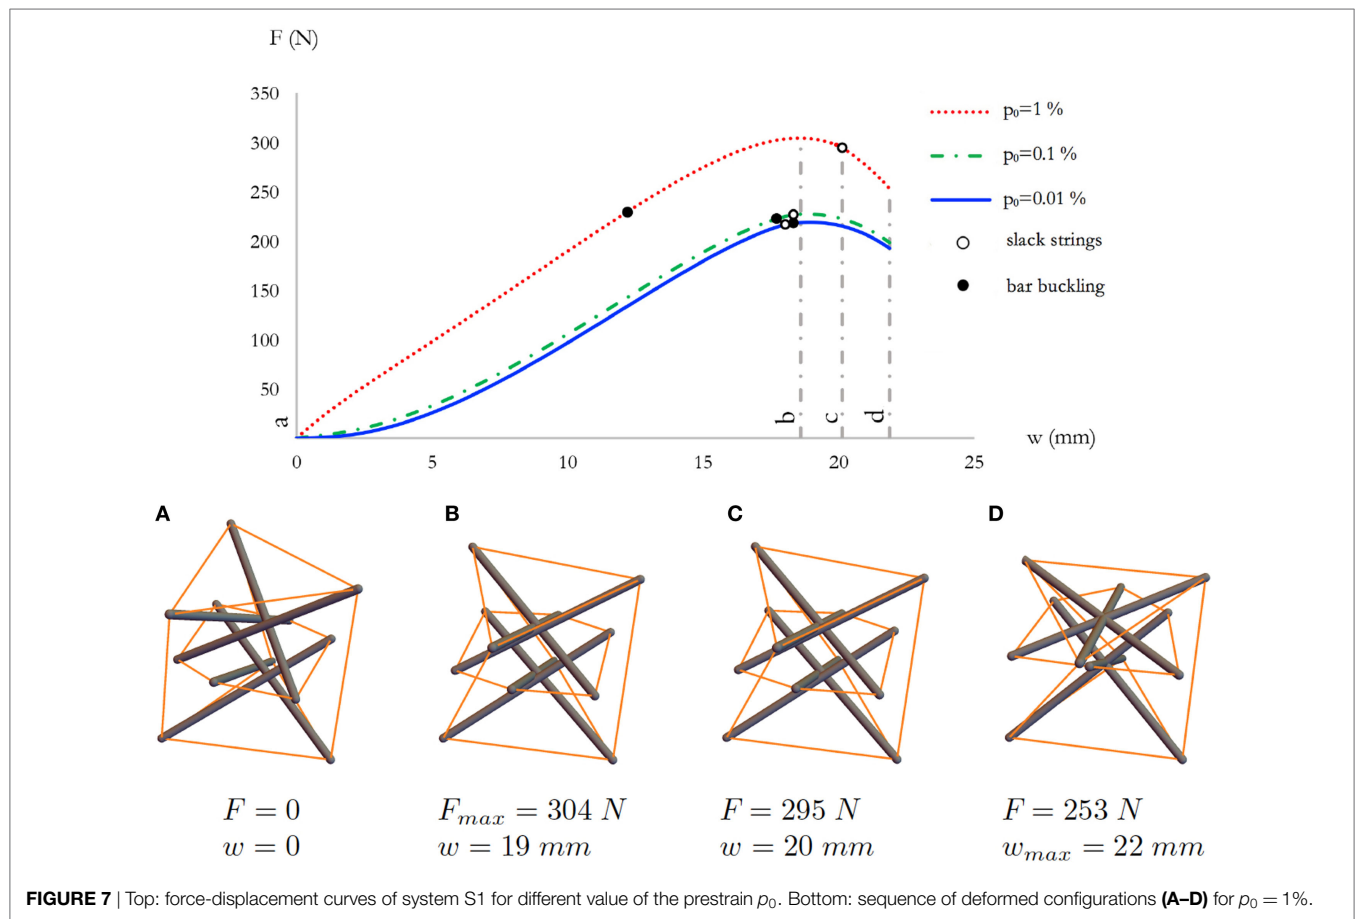 F (N)
350
300
250
200
150
100
50
a
b
c
d
0
5
10
15
20
25
w (mm)
p₀=1 %
p₀=0.1 %
p₀=0.01 %
slack strings
bar buckling
A
B
C
D
F = 0
w = 0
Fₘₐₓ = 304 N
w = 19 mm
F = 295 N
w = 20 mm
F = 253 N
wₘₐₓ = 22 mm
FIGURE 7 | Top: force-displacement curves of system S1 for different value of the prestrain p₀. Bottom: sequence of deformed configurations (A–D) for p₀ = 1%.